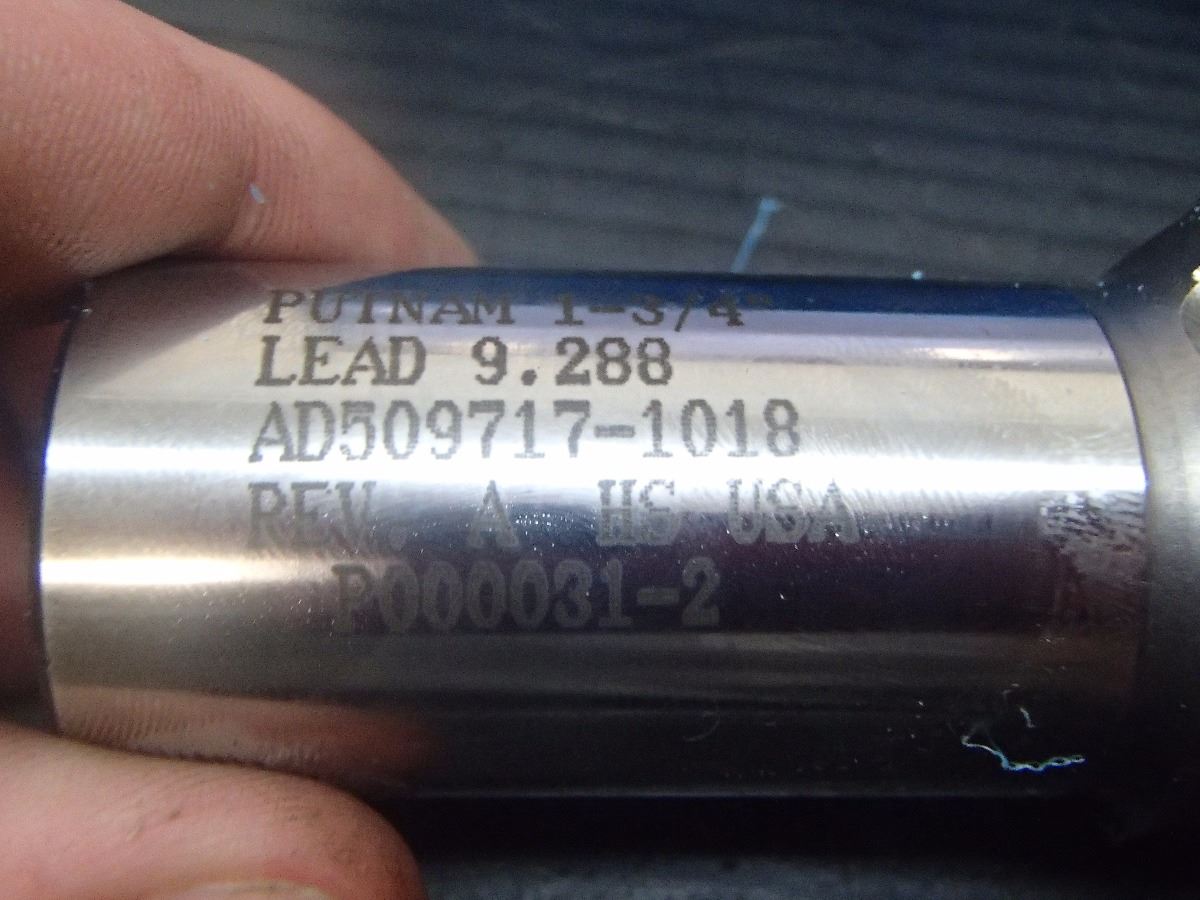 PUTNAM 1-3/4"
LEAD 9.288
AD509717-1018
REV. A HS USA
P000031-2